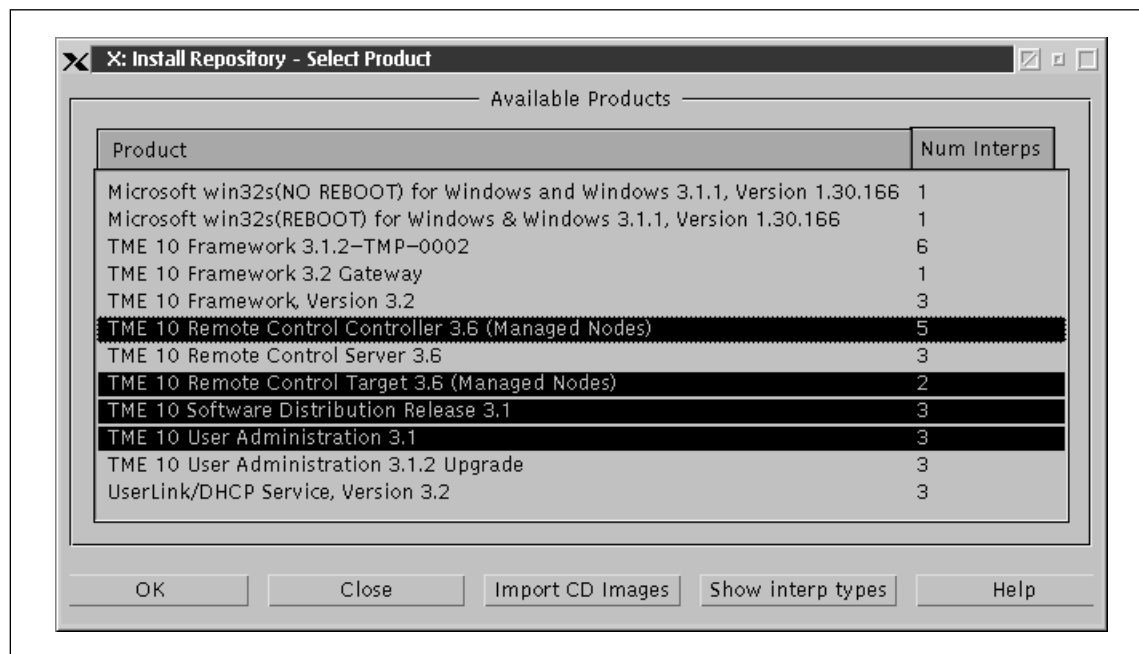 X: Install Repository - Select Product
Available Products
Product Num Interps
Microsoft win32s(NO REBOOT) for Windows and Windows 3.1.1, Version 1.30.166 1
Microsoft win32s(REBOOT) for Windows & Windows 3.1.1, Version 1.30.166 1
TME 10 Framework 3.1.2-TMP-0002 6
TME 10 Framework 3.2 Gateway 1
TME 10 Framework, Version 3.2 3
TME 10 Remote Control Controller 3.6 (Managed Nodes) 5
TME 10 Remote Control Server 3.6 3
TME 10 Remote Control Target 3.6 (Managed Nodes) 2
TME 10 Software Distribution Release 3.1 3
TME 10 User Administration 3.1 3
TME 10 User Administration 3.1.2 Upgrade 3
UserLink/DHCP Service, Version 3.2 3
OK Close Import CD Images Show interp types Help